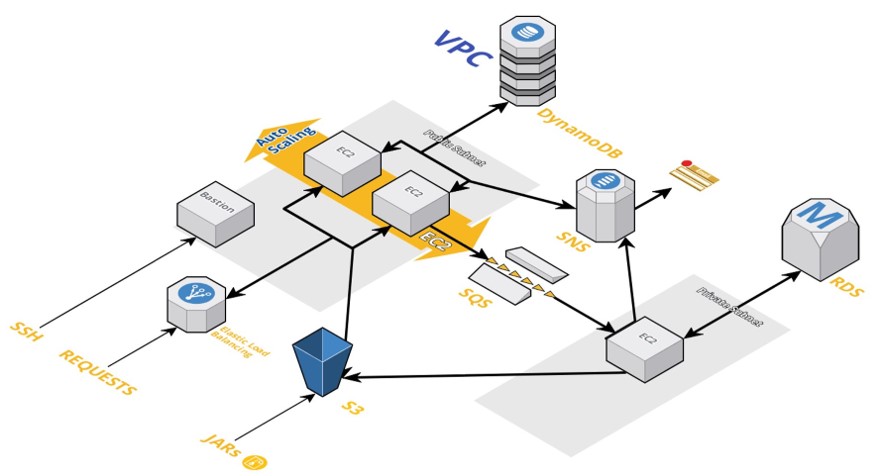 VPC
DynamoDB
Auto
Scaling
Public Subnet
EC2
EC2
EC2
Bastion
SNS
M
RDS
SQS
Private Subnet
EC2
SSH
Elastic Load
Balancing
REQUESTS
S3
JARs